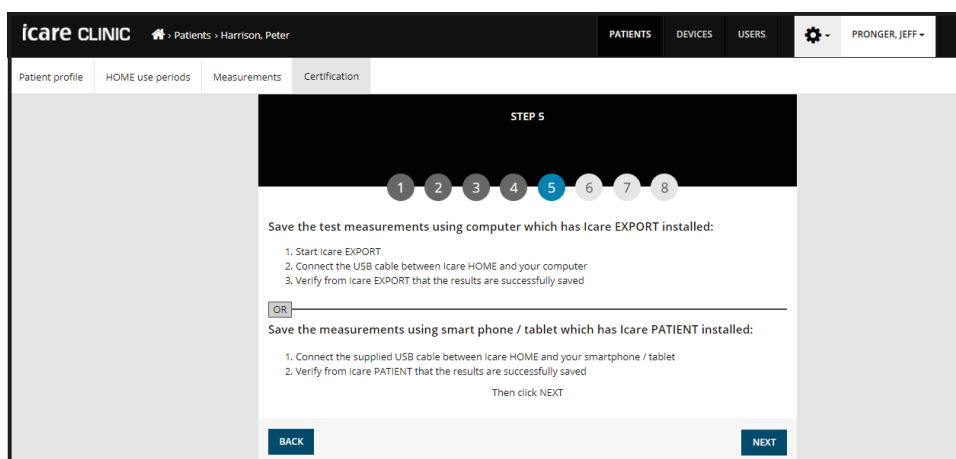 icare CLINIC › Patients › Harrison, Peter PATIENTS DEVICES USERS PRONGER, JEFF
Patient profile HOME use periods Measurements Certification
STEP 5
1 2 3 4 5 6 7 8
Save the test measurements using computer which has Icare EXPORT installed:
1. Start Icare EXPORT
2. Connect the USB cable between Icare HOME and your computer
3. Verify from Icare EXPORT that the results are successfully saved
OR
Save the measurements using smart phone / tablet which has Icare PATIENT installed:
1. Connect the supplied USB cable between Icare HOME and your smartphone / tablet
2. Verify from Icare PATIENT that the results are successfully saved
Then click NEXT
BACK NEXT